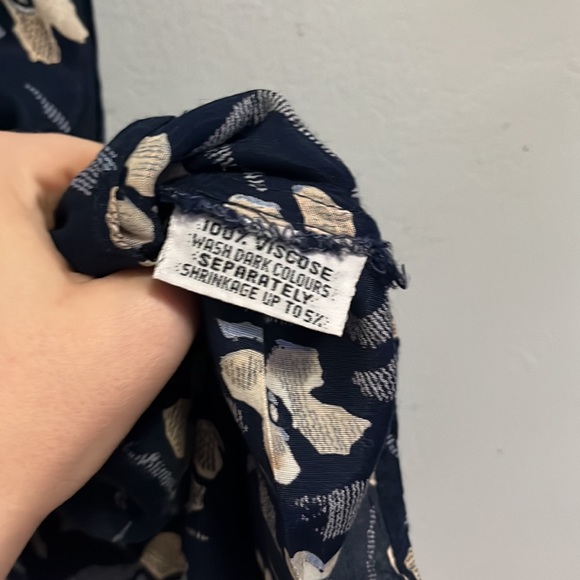 100% VISCOSE
WASH DARK COLOURS
SEPARATELY
SHRINKAGE UP TO 5%